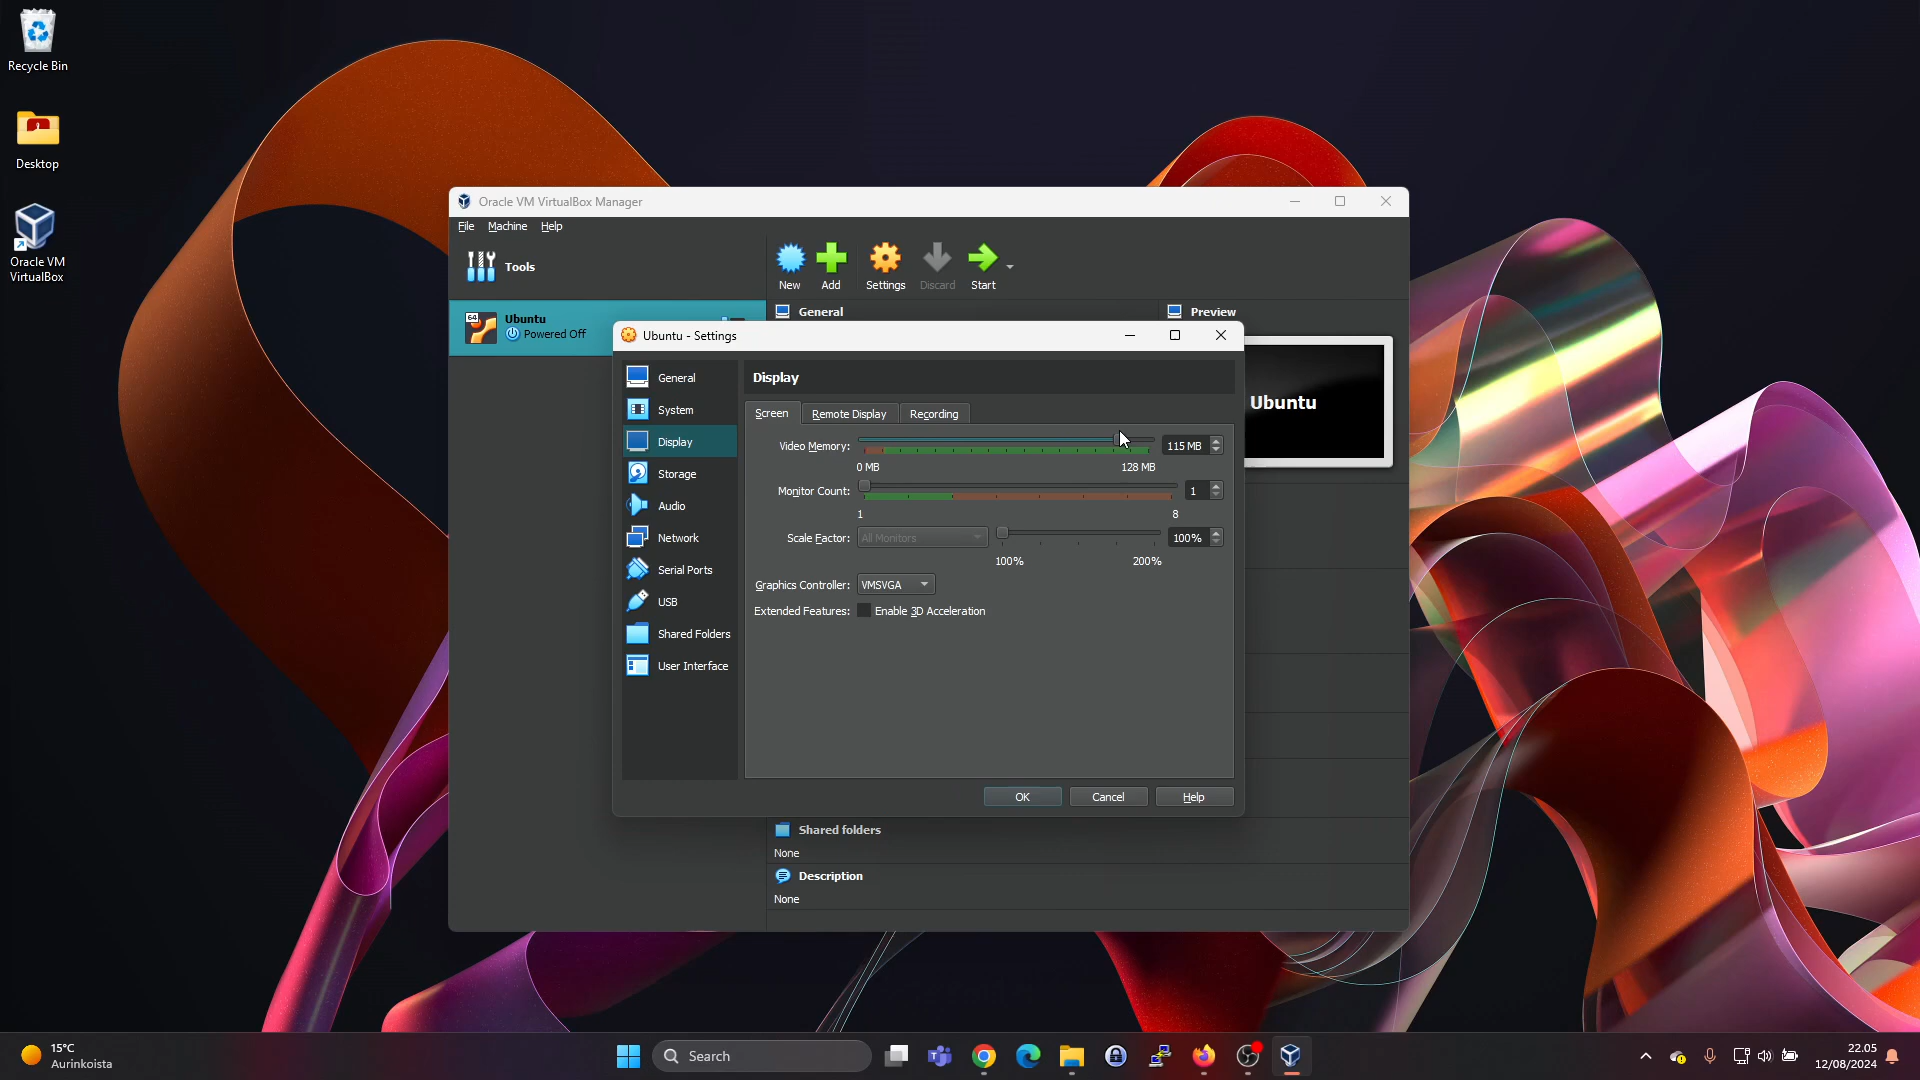 Recycle Bin
Desktop
Oracle VM
VirtualBox
Oracle VM VirtualBox Manager
File Machine Help
Tools
New Add Settings Discard Start
64
Ubuntu
Powered Off
General
Preview
Ubuntu
Ubuntu - Settings
General
System
Display
Storage
Audio
Network
Serial Ports
USB
Shared Folders
User Interface
Display
Screen Remote Display Recording
Video Memory: 115 MB
0 MB 128 MB
Monitor Count: 1
1 8
Scale Factor: All Monitors 100%
100% 200%
Graphics Controller: VMSVGA
Extended Features: Enable 3D Acceleration
OK Cancel Help
Shared folders
None
Description
None
15°C
Aurinkoista
Search
22.05
12/08/2024